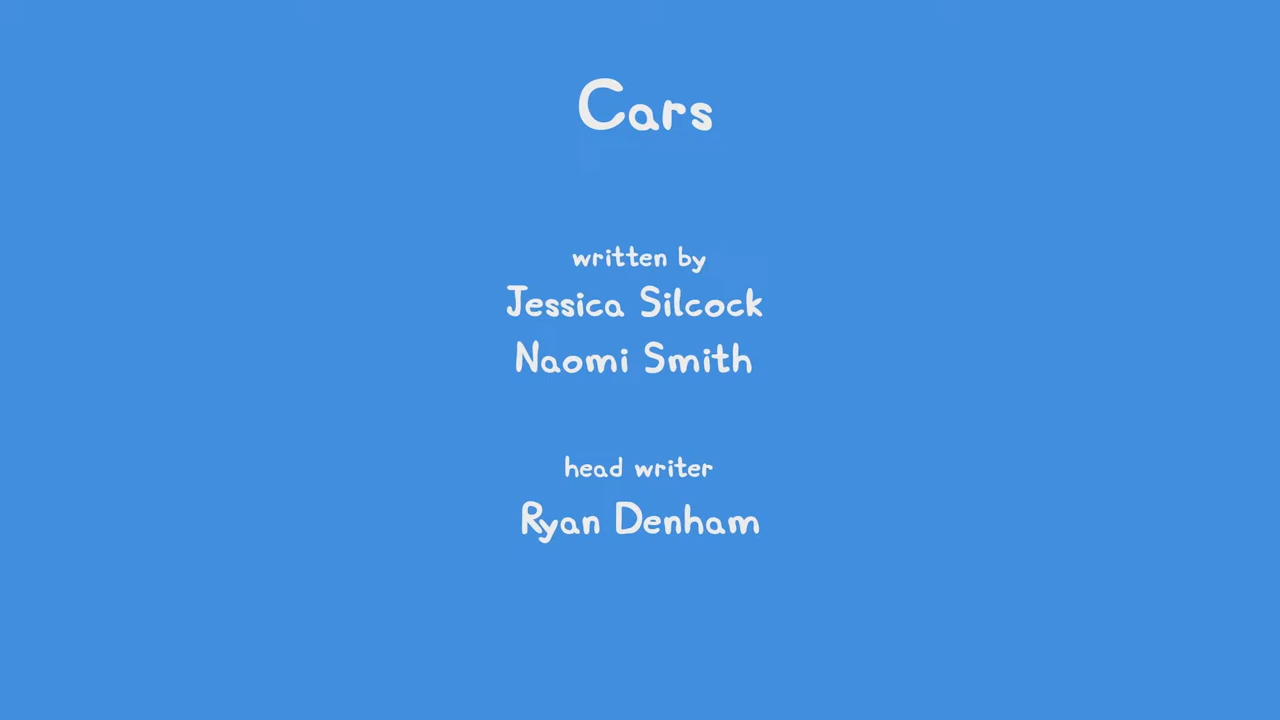 Cars
written by
Jessica Silcock
Naomi Smith
head writer
Ryan Denham